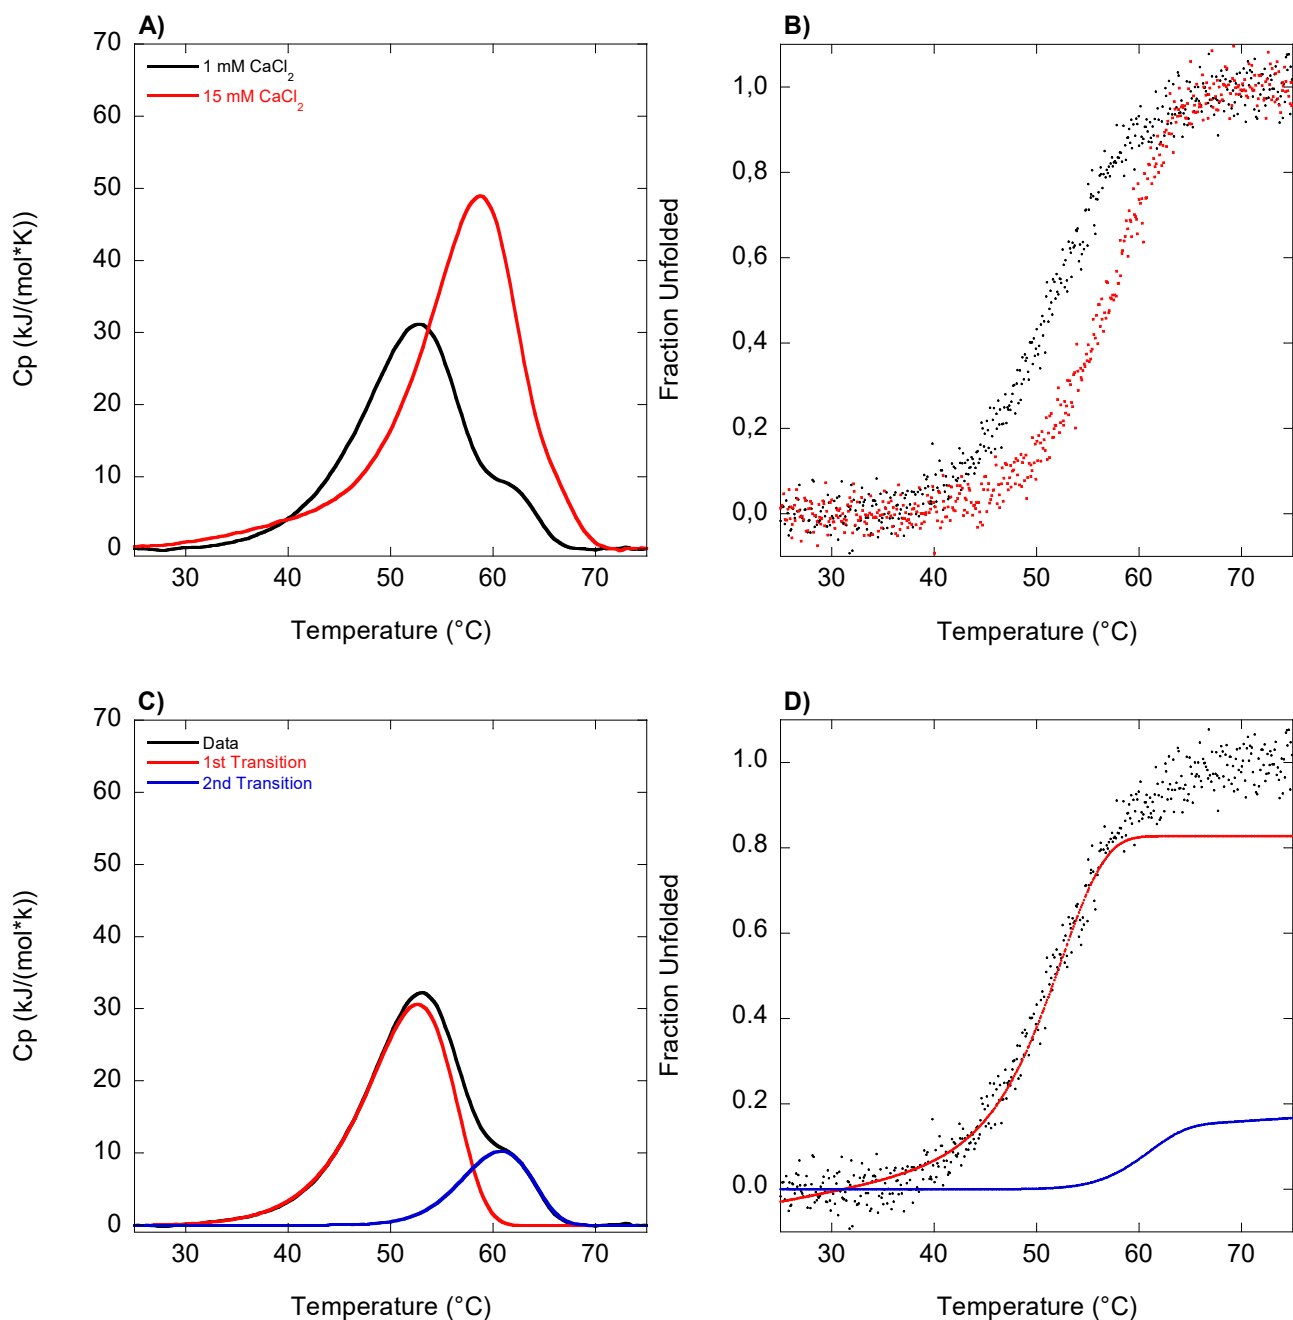 A)
70
60
50
40
30
20
10
0
Cp (kJ/(mol*K))
1 mM CaCl2
15 mM CaCl2
30 40 50 60 70
Temperature (°C)
B)
1,0
0,8
0,6
0,4
0,2
0,0
Fraction Unfolded
30 40 50 60 70
Temperature (°C)
C)
70
60
50
40
30
20
10
0
Cp (kJ/(mol*k))
Data
1st Transition
2nd Transition
30 40 50 60 70
Temperature (°C)
D)
1.0
0.8
0.6
0.4
0.2
0.0
Fraction Unfolded
30 40 50 60 70
Temperature (°C)